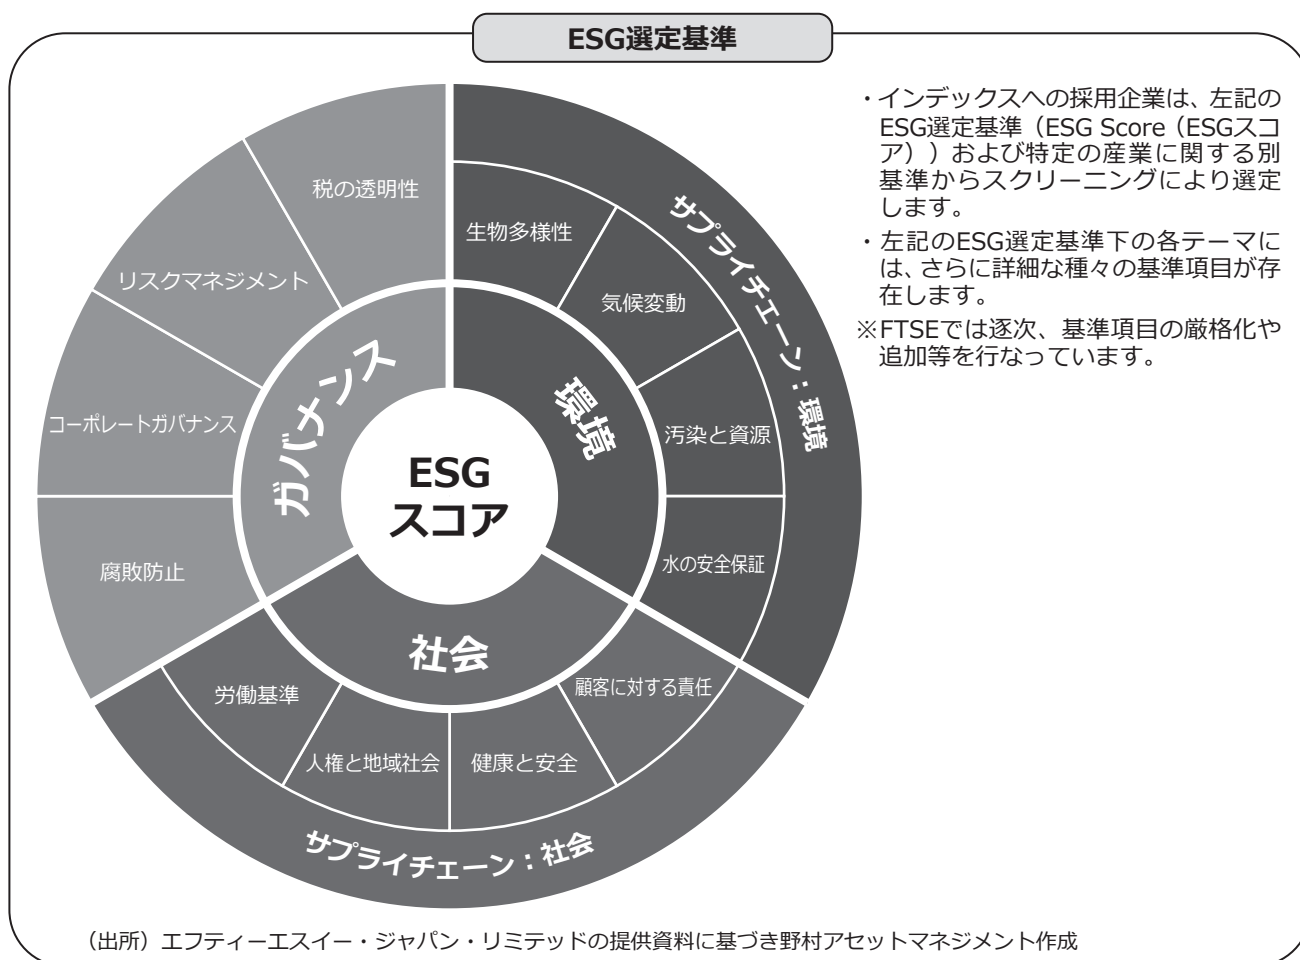 ESG選定基準
税の透明性
リスクマネジメント
コーポレートガバナンス
腐敗防止
ガバナンス
生物多様性
気候変動
汚染と資源
水の安全保証
環境
サプライチェーン：環境
ESG
スコア
社会
労働基準
人権と地域社会
健康と安全
顧客に対する責任
サプライチェーン：社会
・インデックスへの採用企業は、左記の
ESG選定基準（ESG Score（ESGスコ
ア））および特定の産業に関する別
基準からスクリーニングにより選定
します。
・左記のESG選定基準下の各テーマに
は、さらに詳細な種々の基準項目が存
在します。
※FTSEでは逐次、基準項目の厳格化や
追加等を行なっています。
（出所）エフティーエスイー・ジャパン・リミテッドの提供資料に基づき野村アセットマネジメント作成